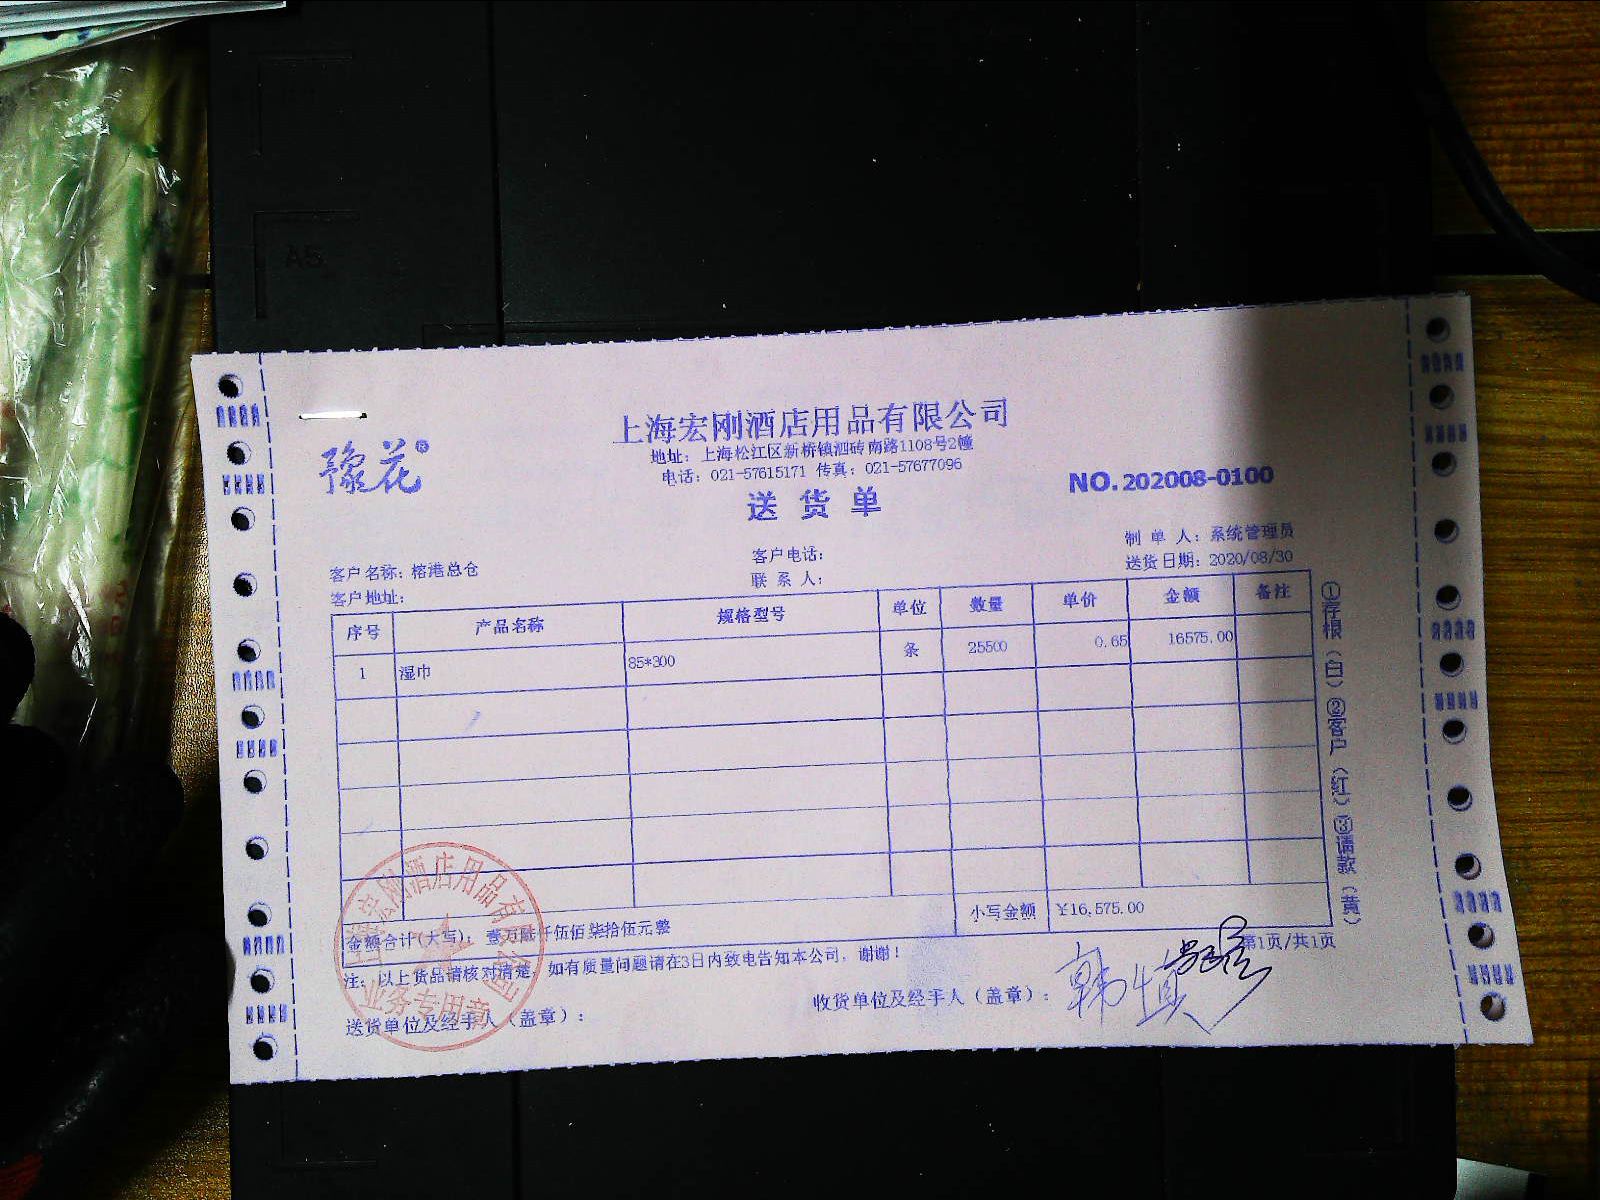 豫花®
上海宏刚酒店用品有限公司
地址：上海松江区新桥镇泗砖南路1108号2幢
电话：021-57615171 传真：021-57677096
送货单
NO.202008-0100
制单人：系统管理员
送货日期：2020/08/30
客户电话：
联系人：
客户名称：榕港总仓
客户地址：
序号 产品名称 规格型号 单位 数量 单价 金额 备注
1 湿巾 85*300 条 25500 0.65 16575.00
金额合计(大写)：壹万陆仟伍佰柒拾伍元整 小写金额 ¥16,575.00
注：以上货品请核对清楚，如有质量问题请在3日内致电告知本公司，谢谢！
第1页/共1页
送货单位及经手人（盖章）：
收货单位及经手人（盖章）：
①存根（白）②客户（红）③请款（黄）
宏刚酒店用品有
业务专用章
A5